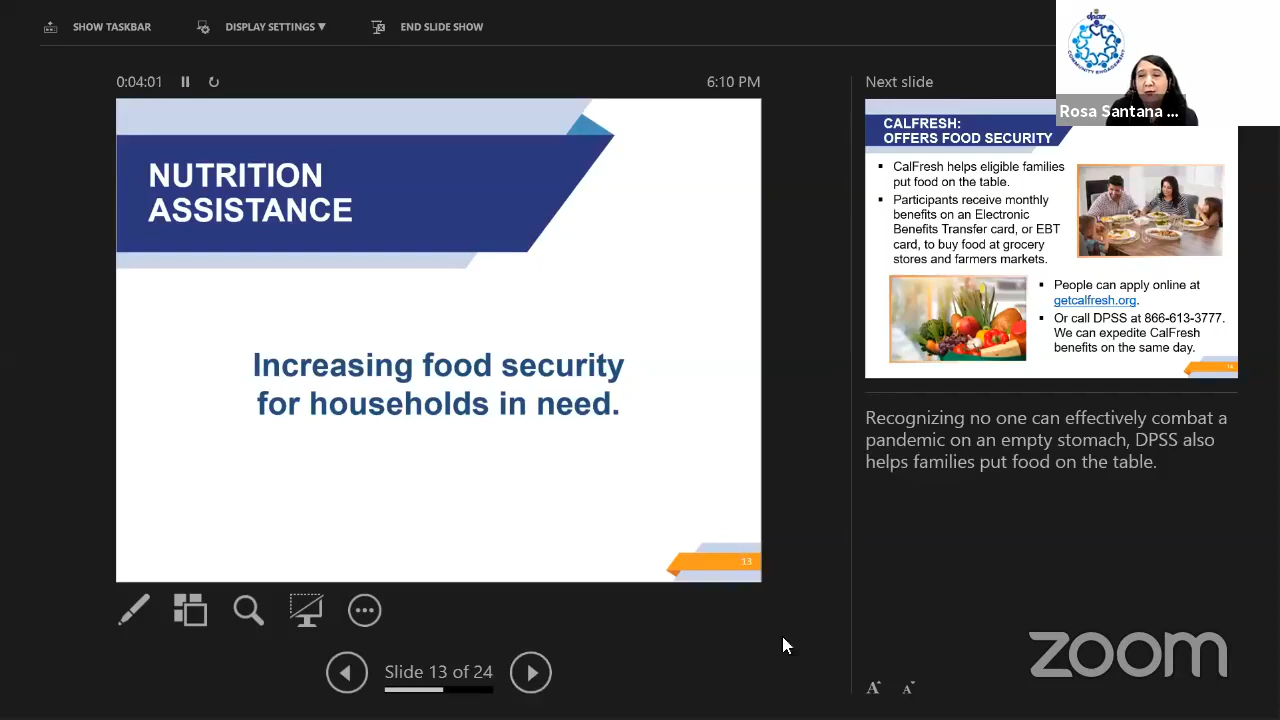 SHOW TASKBAR
DISPLAY SETTINGS ▼
END SLIDE SHOW
dpss
COMMUNITY ENGAGEMENT
Rosa Santana ...
0:04:01
6:10 PM
NUTRITION
ASSISTANCE
Increasing food security
for households in need.
13
Slide 13 of 24
Next slide
CALFRESH:
OFFERS FOOD SECURITY
▪ CalFresh helps eligible families
put food on the table.
▪ Participants receive monthly
benefits on an Electronic
Benefits Transfer card, or EBT
card, to buy food at grocery
stores and farmers markets.
▪ People can apply online at
getcalfresh.org.
▪ Or call DPSS at 866-613-3777.
We can expedite CalFresh
benefits on the same day.
14
Recognizing no one can effectively combat a
pandemic on an empty stomach, DPSS also
helps families put food on the table.
A A
zoom